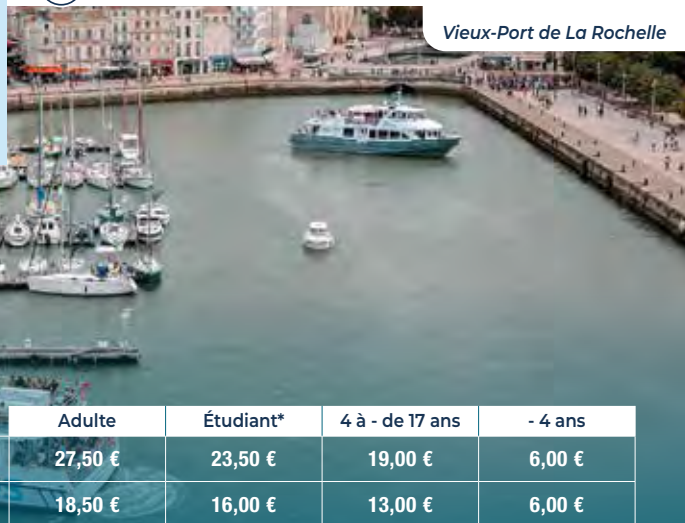 Vieux-Port de La Rochelle
Adulte Étudiant* 4 à - de 17 ans - 4 ans
27,50 € 23,50 € 19,00 € 6,00 €
18,50 € 16,00 € 13,00 € 6,00 €